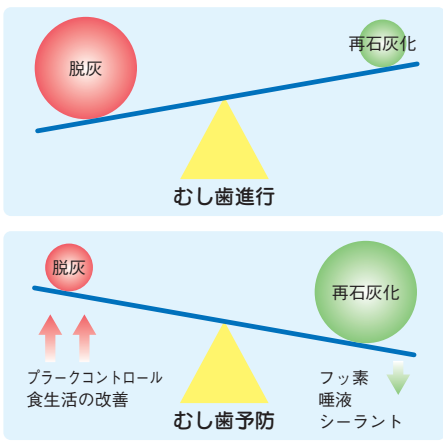 脱灰
再石灰化
むし歯進行
脱灰
再石灰化
プラークコントロール
食生活の改善
フッ素
唾液
シーラント
むし歯予防